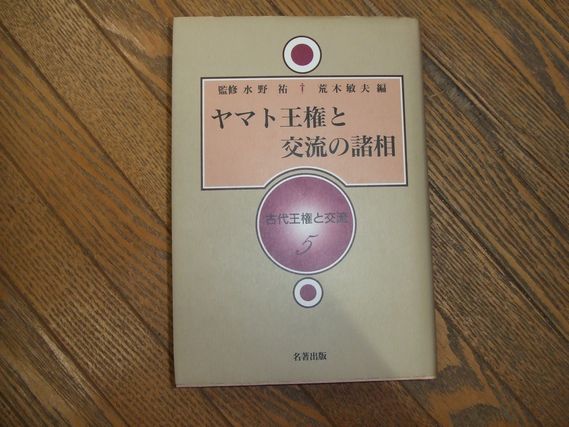 監修 水野 祐 † 荒木敏夫 編
ヤマト王権と
交流の諸相
古代王権と交流
5
名著出版